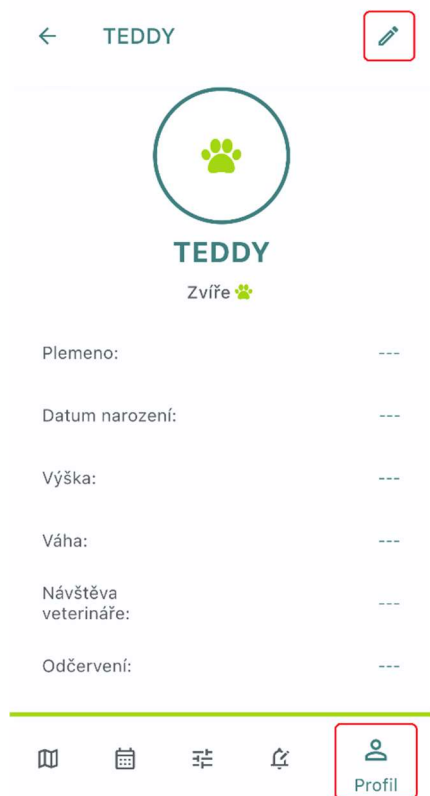 TEDDY
TEDDY
Zvíře
Plemeno: ---
Datum narození: ---
Výška: ---
Váha: ---
Návštěva
veterináře: ---
Odčervení: ---
Profil